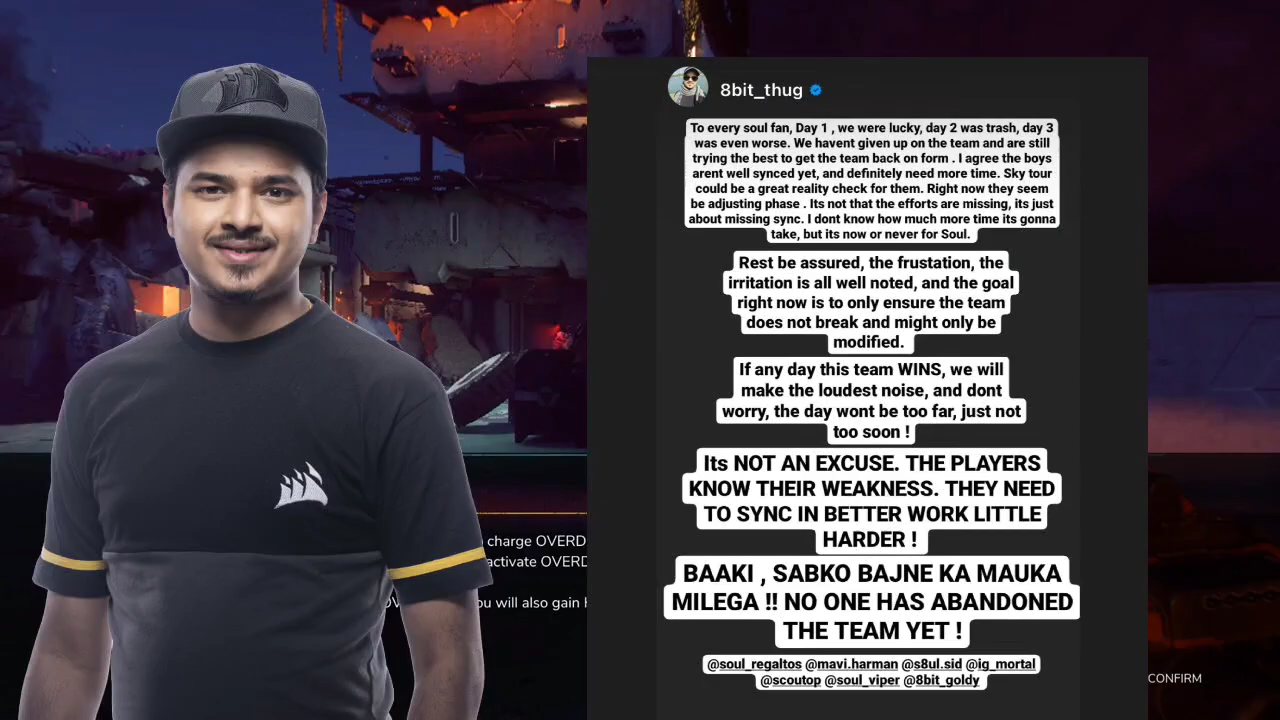 8bit_thug
To every soul fan, Day 1 , we were lucky, day 2 was trash, day 3
was even worse. We havent given up on the team and are still
trying the best to get the team back on form . I agree the boys
arent well synced yet, and definitely need more time. Sky tour
could be a great reality check for them. Right now they seem
be adjusting phase . Its not that the efforts are missing, its just
about missing sync. I dont know how much more time its gonna
take, but its now or never for Soul.
Rest be assured, the frustation, the
irritation is all well noted, and the goal
right now is to only ensure the team
does not break and might only be
modified.
If any day this team WINS, we will
make the loudest noise, and dont
worry, the day wont be too far, just not
too soon !
Its NOT AN EXCUSE. THE PLAYERS
KNOW THEIR WEAKNESS. THEY NEED
TO SYNC IN BETTER WORK LITTLE
HARDER !
BAAKI , SABKO BAJNE KA MAUKA
MILEGA !! NO ONE HAS ABANDONED
THE TEAM YET !
@soul_regaltos @mavi.harman @s8ul.sid @ig_mortal
@scoutop @soul_viper @8bit_goldy
charge OVERD
activate OVERD
you will also gain
CONFIRM